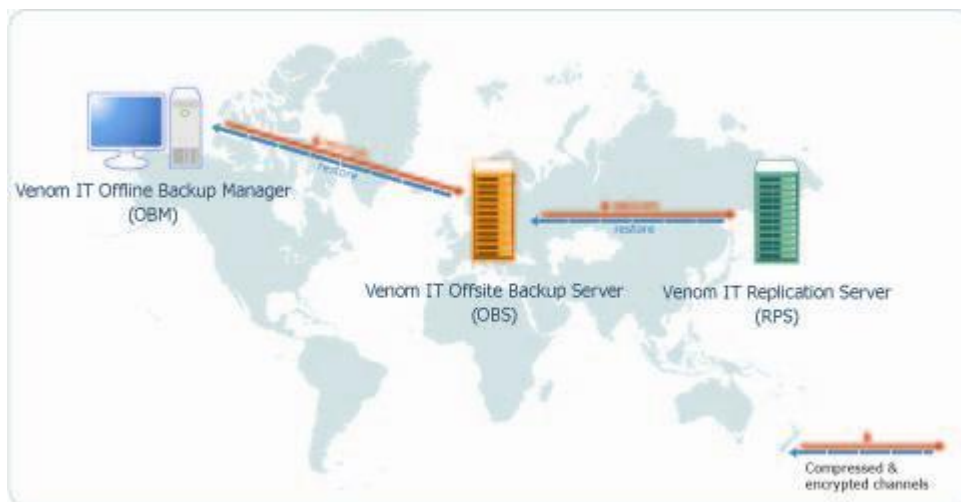 restore
Venom IT Offline Backup Manager
(OBM)
restore
Venom IT Offsite Backup Server
(OBS)
Venom IT Replication Server
(RPS)
Compressed &
encrypted channels